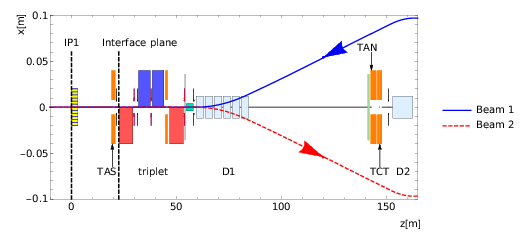 x[m]
0.1
0.05
0.
−0.05
−0.1
IP1
Interface plane
TAN
TAS
triplet
D1
TCT
D2
0
50
100
150
z[m]
Beam 1
Beam 2